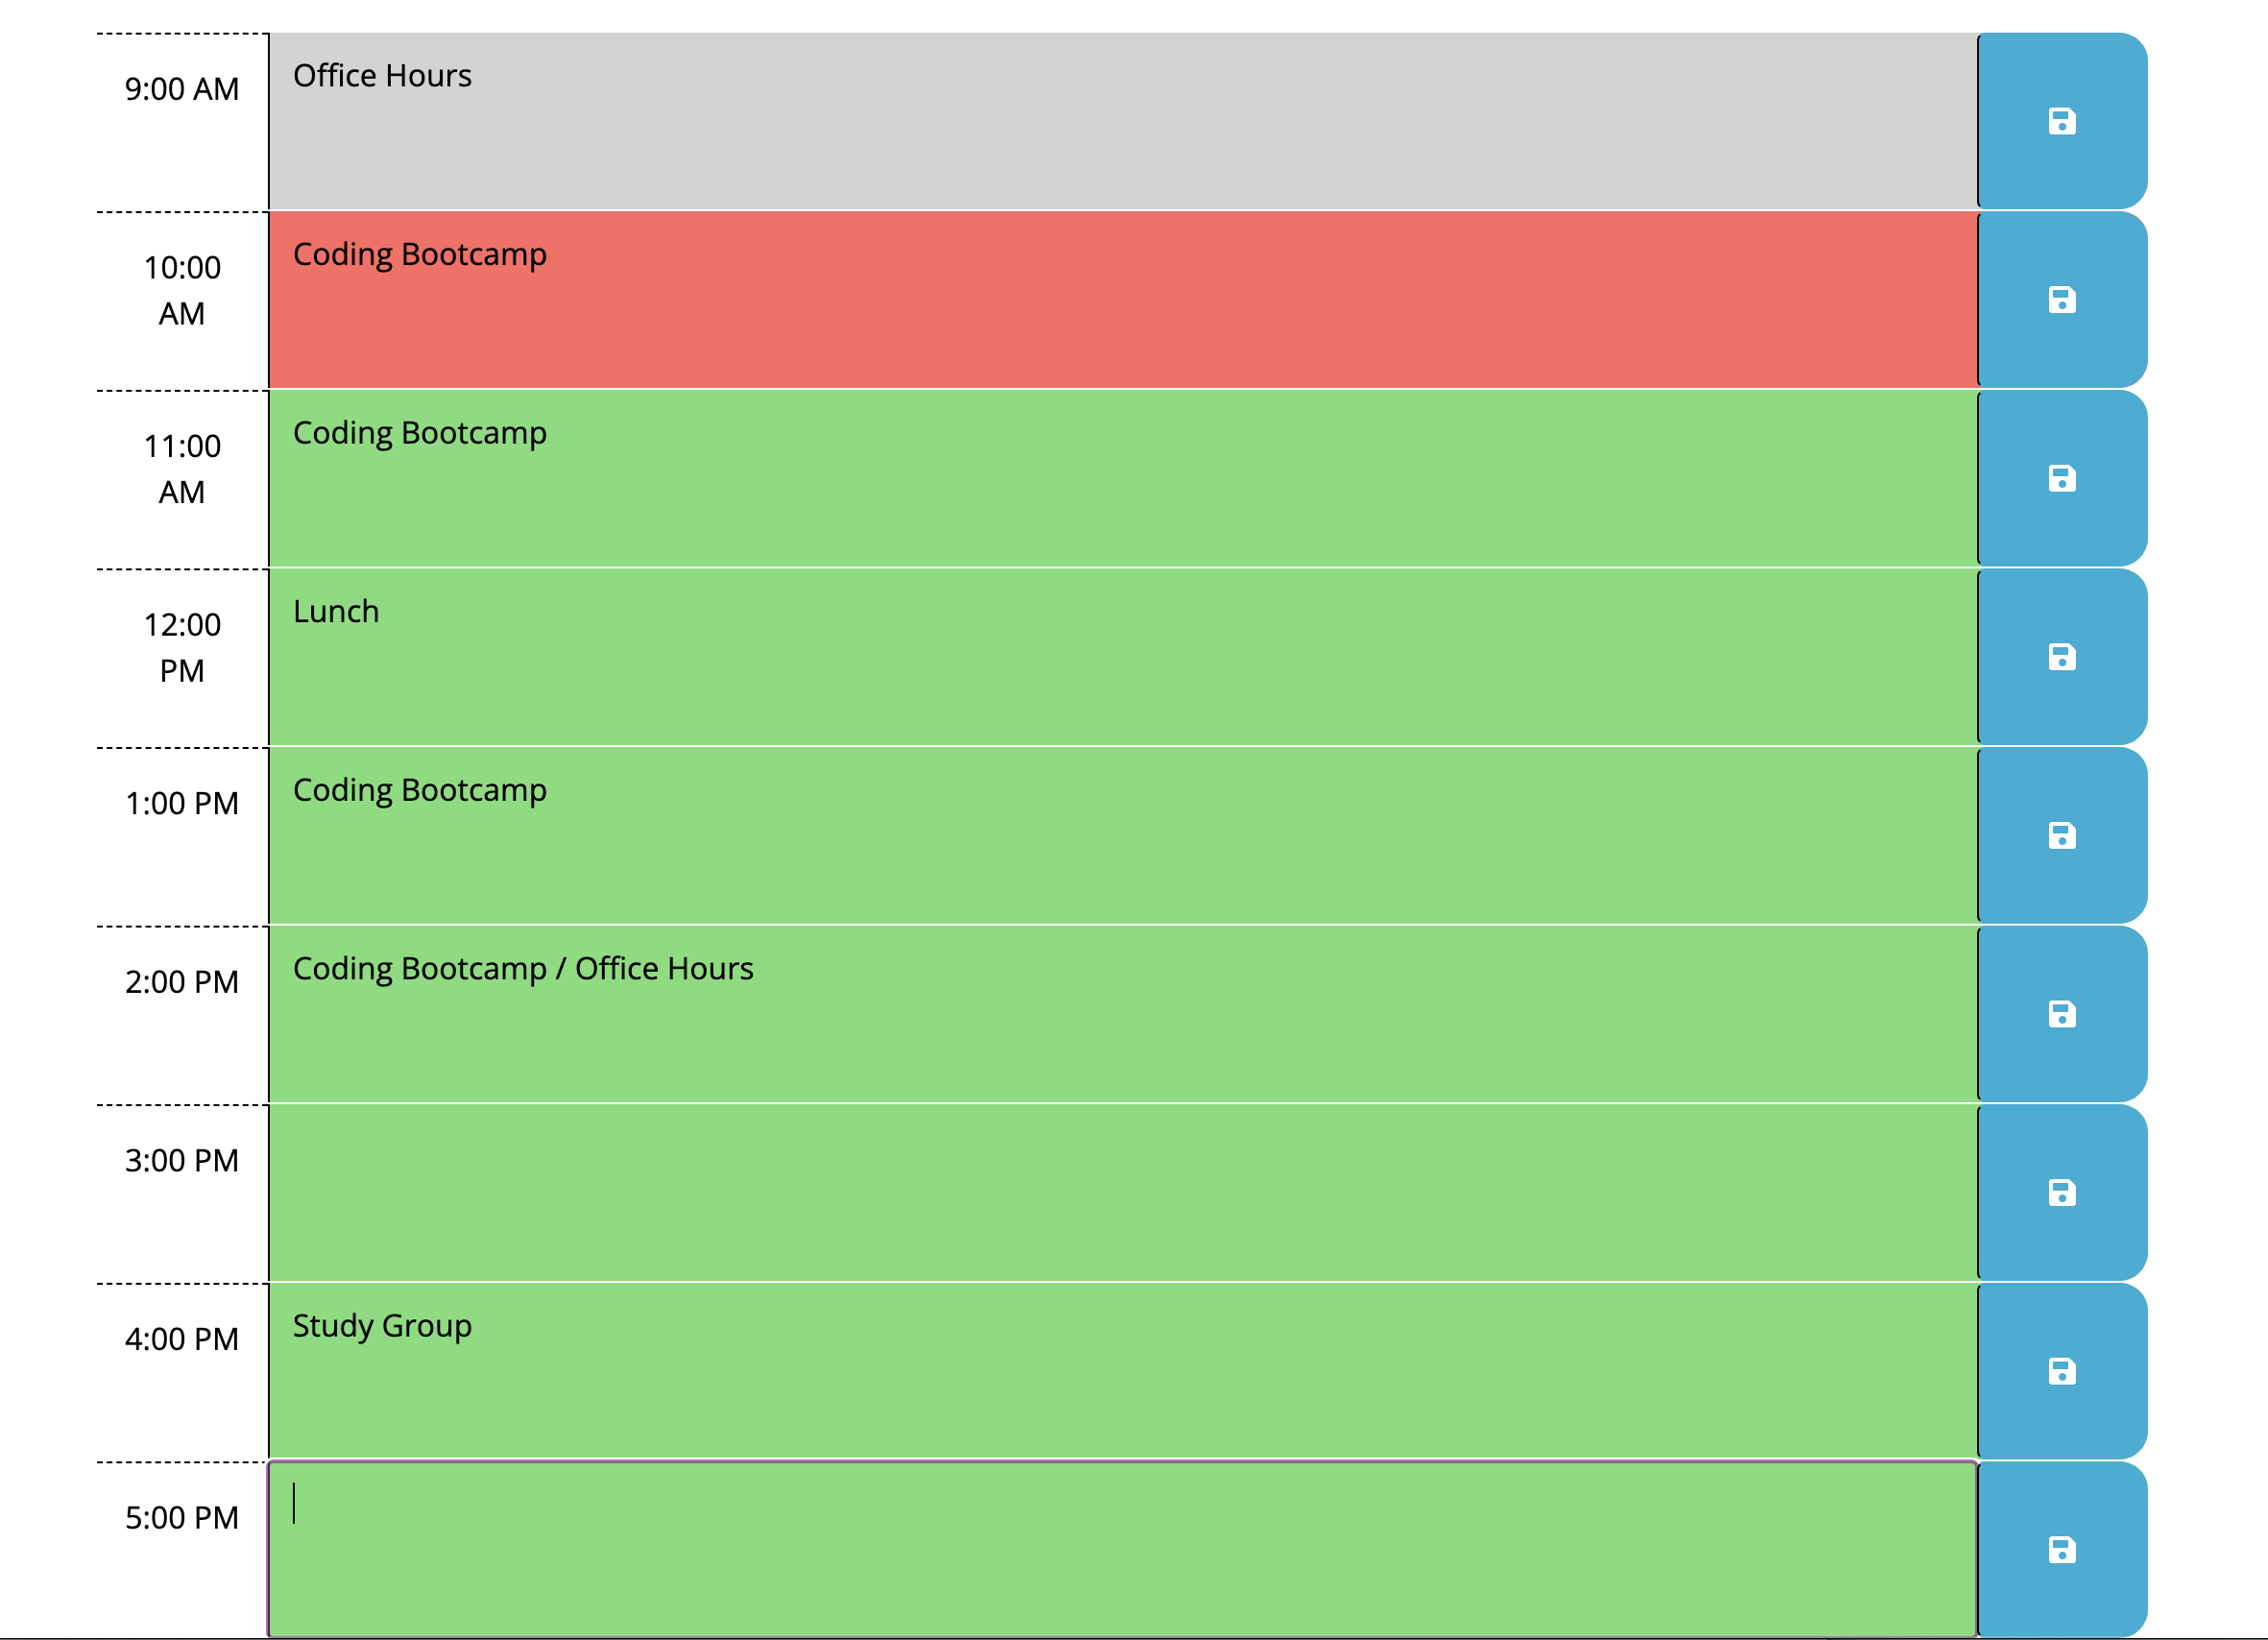 9:00 AM
Office Hours
10:00
AM
Coding Bootcamp
11:00
AM
Coding Bootcamp
12:00
PM
Lunch
1:00 PM
Coding Bootcamp
2:00 PM
Coding Bootcamp / Office Hours
3:00 PM
4:00 PM
Study Group
5:00 PM